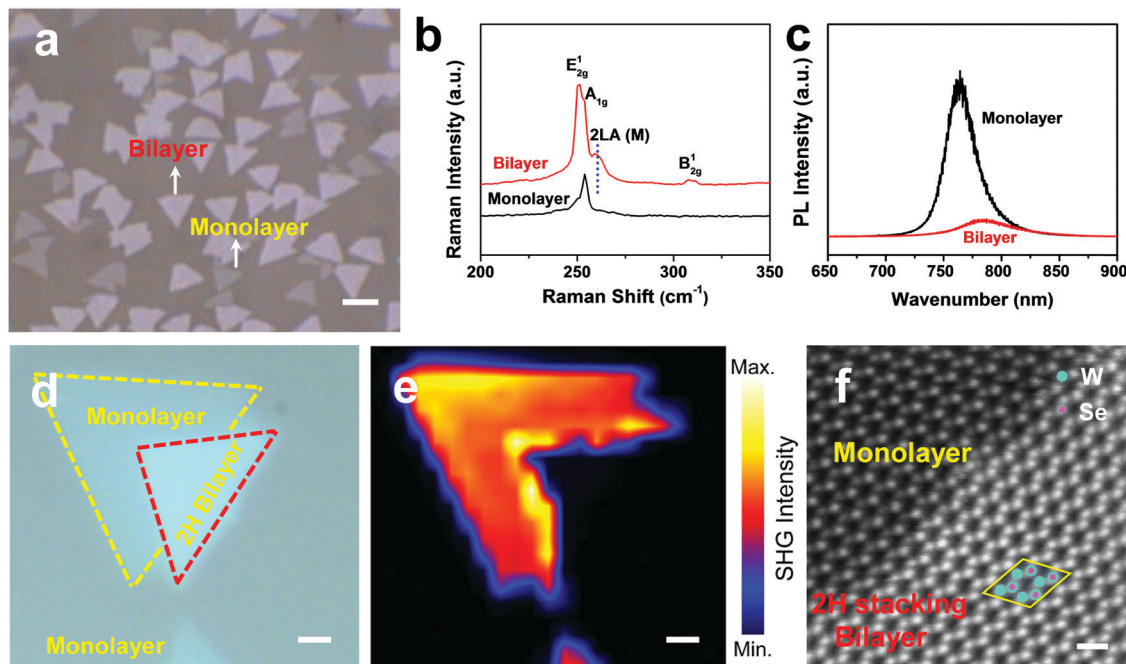 a
Bilayer
Monolayer
b
Raman Intensity (a.u.)
E¹2g
A1g
2LA (M)
B¹2g
Bilayer
Monolayer
200 250 300 350
Raman Shift (cm⁻¹)
c
PL Intensity (a.u.)
Monolayer
Bilayer
650 700 750 800 850 900
Wavenumber (nm)
d
Monolayer
2H Bilayer
Monolayer
e
Max.
SHG Intensity
Min.
f
W
Se
Monolayer
2H stacking
Bilayer